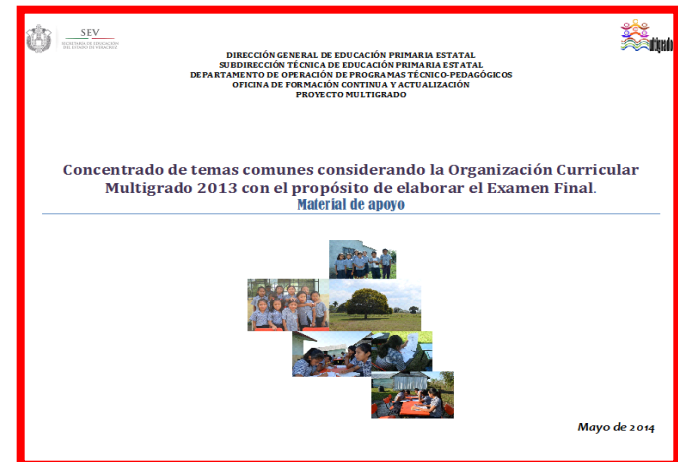 SEV
SECRETARÍA DE EDUCACIÓN
DEL ESTADO DE VERACRUZ
DIRECCIÓN GENERAL DE EDUCACIÓN PRIMARIA ESTATAL
SUBDIRECCIÓN TÉCNICA DE EDUCACIÓN PRIMARIA ESTATAL
DEPARTAMENTO DE OPERACIÓN DE PROGRAMAS TÉCNICO-PEDAGÓGICOS
OFICINA DE FORMACIÓN CONTINUA Y ACTUALIZACIÓN
PROYECTO MULTIGRADO
Concentrado de temas comunes considerando la Organización Curricular
Multigrado 2013 con el propósito de elaborar el Examen Final.
Material de apoyo
Mayo de 2014